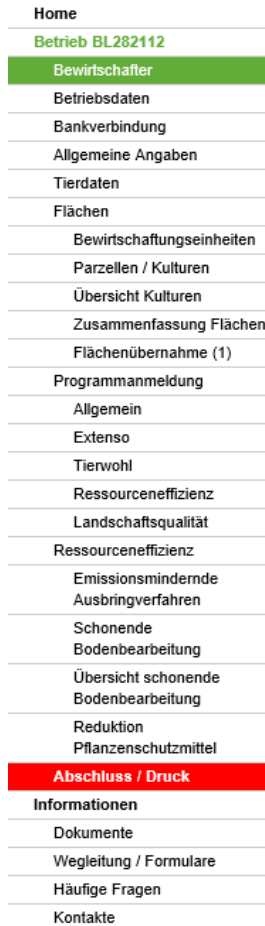 Home
Betrieb BL282112
Bewirtschafter
Betriebsdaten
Bankverbindung
Allgemeine Angaben
Tierdaten
Flächen
Bewirtschaftungseinheiten
Parzellen / Kulturen
Übersicht Kulturen
Zusammenfassung Flächen
Flächenübernahme (1)
Programmanmeldung
Allgemein
Extenso
Tierwohl
Ressourceneffizienz
Landschaftsqualität
Ressourceneffizienz
Emissionsmindernde
Ausbringverfahren
Schonende
Bodenbearbeitung
Übersicht schonende
Bodenbearbeitung
Reduktion
Pflanzenschutzmittel
Abschluss / Druck
Informationen
Dokumente
Wegleitung / Formulare
Häufige Fragen
Kontakte